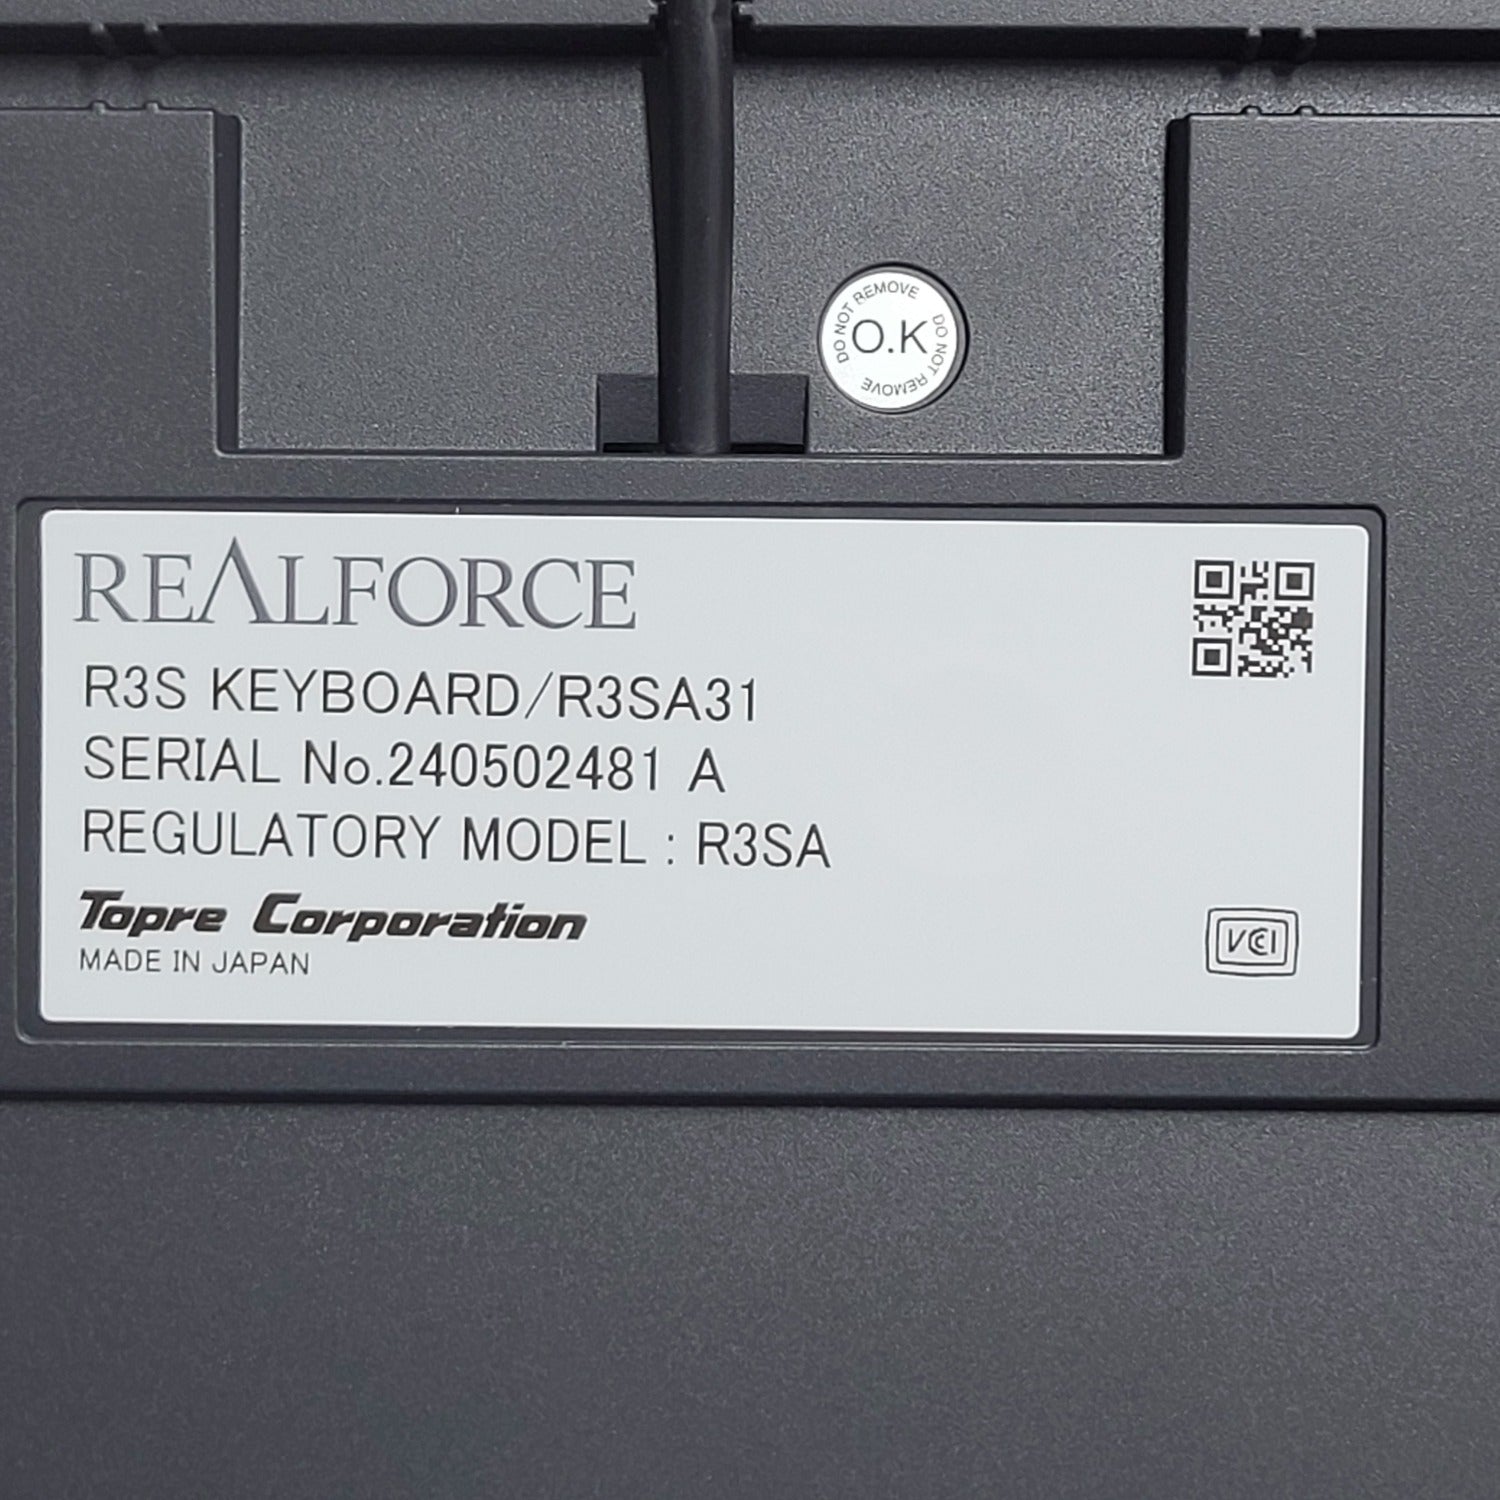 DO NOT REMOVE DO NOT REMOVE
O.K
REALFORCE
R3S KEYBOARD/R3SA31
SERIAL No.240502481 A
REGULATORY MODEL : R3SA
Topre Corporation
MADE IN JAPAN
VCCI